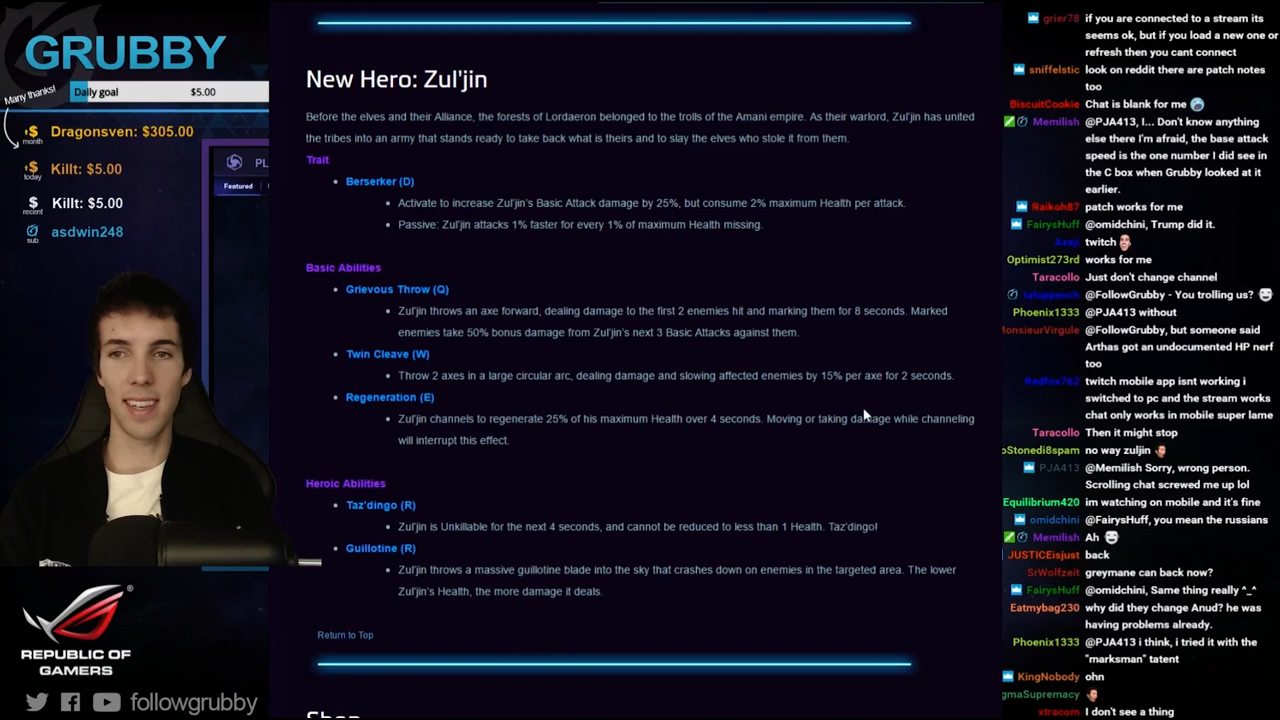 GRUBBY
Many thanks!
Daily goal $5.00
$ month Dragonsven: $305.00
$ today Killt: $5.00
$ recent Killt: $5.00
sub asdwin248
PL
Featured
REPUBLIC OF
GAMERS
followgrubby
New Hero: Zul'jin
Before the elves and their Alliance, the forests of Lordaeron belonged to the trolls of the Amani empire. As their warlord, Zul'jin has united
the tribes into an army that stands ready to take back what is theirs and to slay the elves who stole it from them.
Trait
Berserker (D)
Activate to increase Zul'jin's Basic Attack damage by 25%, but consume 2% maximum Health per attack.
Passive: Zul'jin attacks 1% faster for every 1% of maximum Health missing.
Basic Abilities
Grievous Throw (Q)
Zul'jin throws an axe forward, dealing damage to the first 2 enemies hit and marking them for 8 seconds. Marked
enemies take 50% bonus damage from Zul'jin's next 3 Basic Attacks against them.
Twin Cleave (W)
Throw 2 axes in a large circular arc, dealing damage and slowing affected enemies by 15% per axe for 2 seconds.
Regeneration (E)
Zul'jin channels to regenerate 25% of his maximum Health over 4 seconds. Moving or taking damage while channeling
will interrupt this effect.
Heroic Abilities
Taz'dingo (R)
Zul'jin is Unkillable for the next 4 seconds, and cannot be reduced to less than 1 Health. Taz'dingo!
Guillotine (R)
Zul'jin throws a massive guillotine blade into the sky that crashes down on enemies in the targeted area. The lower
Zul'jin's Health, the more damage it deals.
Return to Top
Shop
grier78 if you are connected to a stream its
seems ok, but if you load a new one or
refresh then you cant connect
sniffelstic look on reddit there are patch notes
too
BiscuitCookie Chat is blank for me
Memilish @PJA413, I... Don't know anything
else there I'm afraid, the base attack
speed is the one number I did see in
the C box when Grubby looked at it
earlier.
Raikoh87 patch works for me
FairysHuff @omidchini, Trump did it.
Axeji twitch
Optimist273rd works for me
Taracollo Just don't change channel
@FollowGrubby - You trolling us?
Phoenix1333 @PJA413 without
MonsieurVirgule @FollowGrubby, but someone said
Arthas got an undocumented HP nerf
too
Radfox762 twitch mobile app isnt working i
switched to pc and the stream works
chat only works in mobile super lame
Taracollo Then it might stop
oStonedi8spam no way zuljin
PJA413 @Memilish Sorry, wrong person.
Scrolling chat screwed me up lol
Equilibrium420 im watching on mobile and it's fine
omidchini @FairysHuff, you mean the russians
Memilish Ah
JUSTICEisjust back
SrWolfzeit greymane can back now?
FairysHuff @omidchini, Same thing really ^_^
Eatmybag230 why did they change Anud? he was
having problems already.
Phoenix1333 @PJA413 i think, i tried it with the
"marksman" tatent
KingNobody ohn
gmaSupremacy
xtracom I don't see a thing